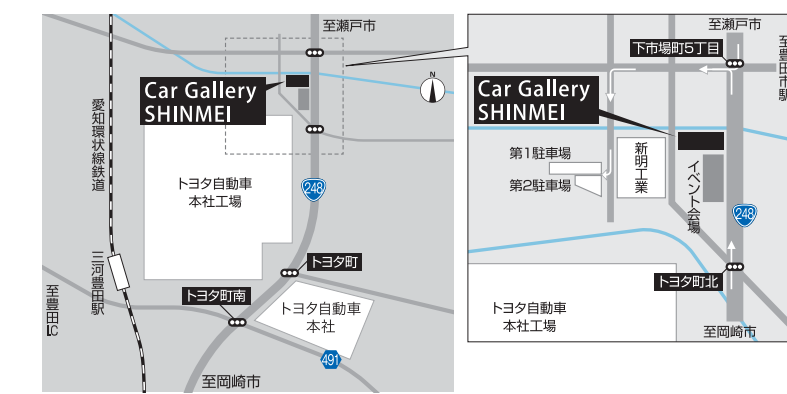 至瀬戸市
N
Car Gallery
SHINMEI
愛知環状線鉄道
トヨタ自動車
本社工場
248
三河豊田駅
トヨタ町
至豊田I.C
トヨタ町南
トヨタ自動車
本社
491
至岡崎市
至瀬戸市
下市場町5丁目
至豊田市駅
Car Gallery
SHINMEI
第1駐車場
第2駐車場
新明工業
イベント会場
248
トヨタ町北
トヨタ自動車
本社工場
至岡崎市